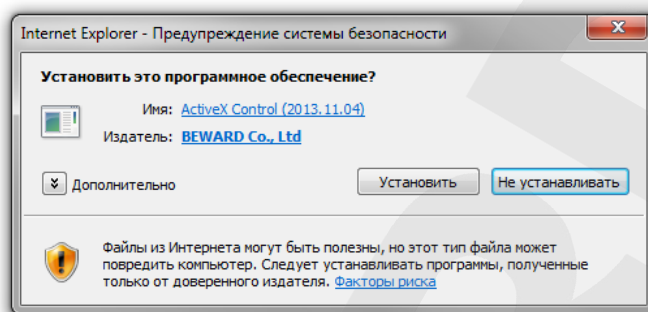 Internet Explorer - Предупреждение системы безопасности
Установить это программное обеспечение?
Имя: ActiveX Control (2013.11.04)
Издатель: BEWARD Co., Ltd
Дополнительно
Установить
Не устанавливать
Файлы из Интернета могут быть полезны, но этот тип файла может
повредить компьютер. Следует устанавливать программы, полученные
только от доверенного издателя. Факторы риска